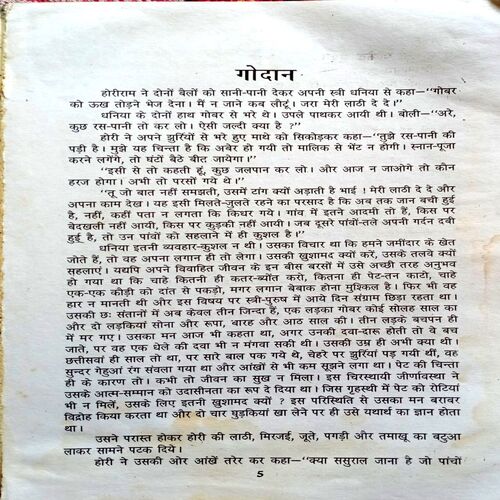 गोदान
होरीराम ने दोनों बैलों को सानी-पानी देकर अपनी स्त्री धनिया से कहा—''गोबर
को ऊख तोड़ने भेज देना। मैं न जाने कब लौटूं। जरा मेरी लाठी दे दे।''
धनिया के दोनों हाथ गोबर से भरे थे। उपले पाथकर आयी थी। बोली—''अरे,
कुछ रस-पानी तो कर लो। ऐसी जल्दी क्या है ?''
होरी ने अपने झुर्रियों से भरे हुए माथे को सिकोड़कर कहा—''तुझे रस-पानी की
पड़ी है। मुझे यह चिन्ता है कि अबेर हो गयी तो मालिक से भेंट न होगी। स्नान-पूजा
करने लगेंगे, तो घंटों बैठे बीत जायेगा।''
''इसी से तो कहती हूं, कुछ जलपान कर लो। और आज न जाओगे तो कौन
हरज होगा। अभी तो परसों गये थे।''
''तू जो बात नहीं समझती, उसमें टांग क्यों अड़ाती है भाई ! मेरी लाठी दे दे और
अपना काम देख। यह इसी मिलते-जुलते रहने का परसाद है कि अब तक जान बची हुई
है, नहीं, कहीं पता न लगता कि किधर गये। गांव में इतने आदमी तो हैं, किस पर
बेदखली नहीं आयी, किस पर कुड़की नहीं आयी। जब दूसरे पांवों-तले अपनी गर्दन दबी
हुई है, तो उन पांवों को सहलाने में ही कुशल है।''
धनिया इतनी व्यवहार-कुशल न थी। उसका विचार था कि हमने जमींदार के खेत
जोते हैं, तो वह अपना लगान ही तो लेगा। उसकी खुशामद क्यों करें, उसके तलवे क्यों
सहलाएं। यद्यपि अपने विवाहित जीवन के इन बीस बरसों में उसे अच्छी तरह अनुभव
हो गया था कि चाहे कितनी ही कतर-ब्योंत करो, कितना ही पेट-तन काटो, चाहे
एक-एक कौड़ी को दांत से पकड़ो, मगर लगान बेबाक होना मुश्किल है। फिर भी वह
हार न मानती थी और इस विषय पर स्त्री-पुरुष में आये दिन संग्राम छिड़ा रहता था।
उसकी छः संतानों में अब केवल तीन जिन्दा हैं, एक लड़का गोबर कोई सोलह साल का
और दो लड़कियां सोना और रूपा, बारह और आठ साल की। तीन लड़के बचपन ही
में मर गए। उसका मन आज भी कहता था, अगर उनकी दवा-दारू होती तो वे बच
जाते, पर वह एक धेले की दवा भी न मंगवा सकी थी। उसकी उम्र ही अभी क्या थी।
छत्तीसवां ही साल तो था, पर सारे बाल पक गये थे, चेहरे पर झुर्रियां पड़ गयी थीं, वह
सुन्दर गेहुआं रंग संवला गया था और आंखों से भी कम सूझने लगा था। पेट की चिन्ता
ही के कारण तो। कभी तो जीवन का सुख न मिला। इस चिरस्थायी जीर्णावस्था ने
उसके आत्म-सम्मान को उदासीनता का रूप दे दिया था। जिस गृहस्थी में पेट की रोटियां
भी न मिलें, उसके लिए इतनी खुशामद क्यों ? इस परिस्थिति से उसका मन बराबर
विद्रोह किया करता था और दो चार घुड़कियां खा लेने पर ही उसे यथार्थ का ज्ञान होता
था।
उसने परास्त होकर होरी की लाठी, मिरजई, जूते, पगड़ी और तमाखू का बटुआ
लाकर सामने पटक दिये।
होरी ने उसकी ओर आंखें तरेर कर कहा—''क्या ससुराल जाना है जो पांचों
5